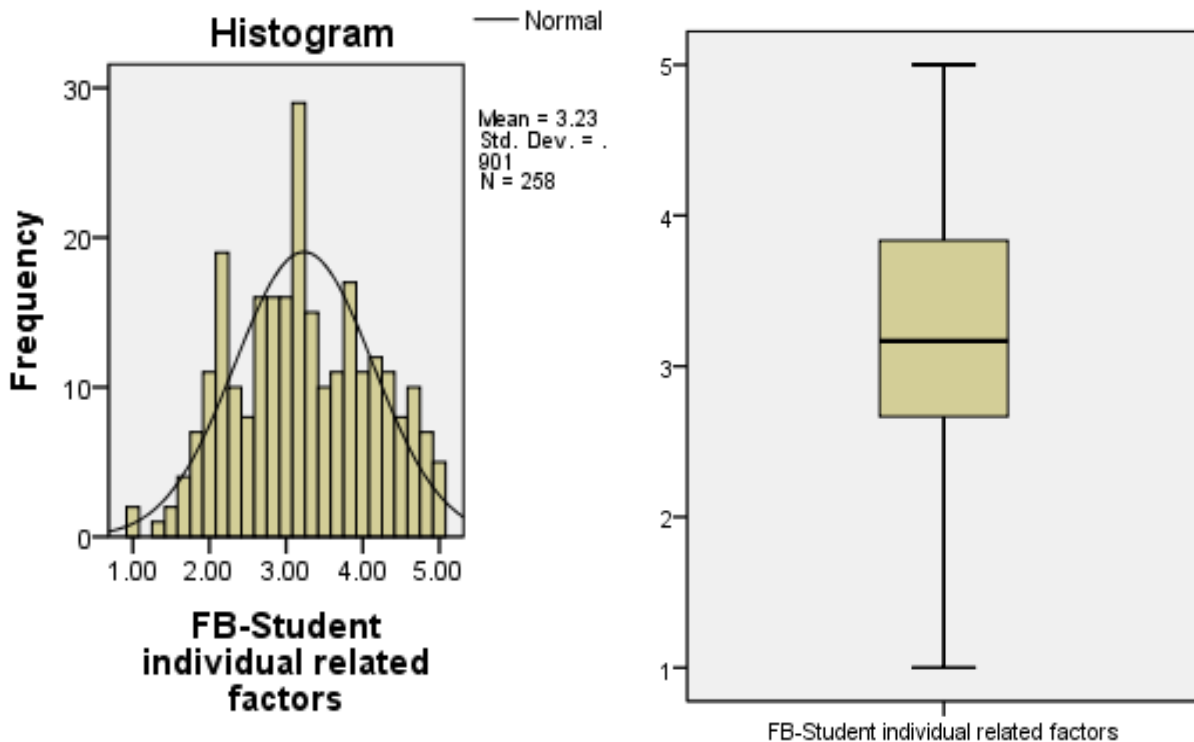 Histogram
Normal
Mean = 3.23
Std. Dev. = .
901
N = 258
Frequency
30
20
10
0
1.00 2.00 3.00 4.00 5.00
FB-Student
individual related
factors
5
4
3
2
1
FB-Student individual related factors